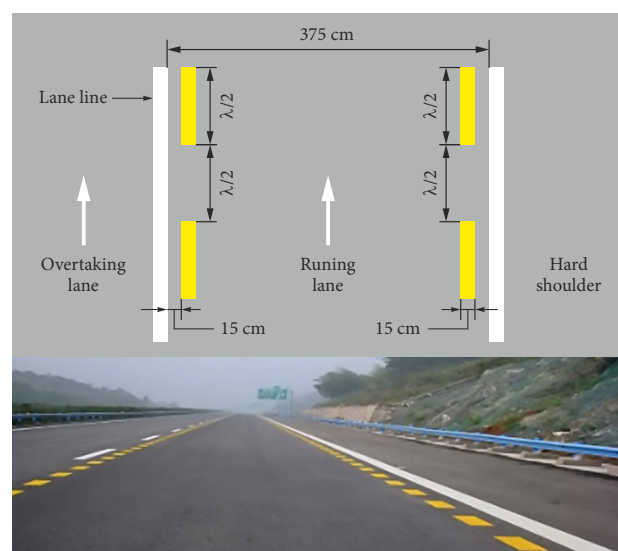 375 cm
Lane line
λ/2
λ/2
λ/2
λ/2
Overtaking
lane
Runing
lane
Hard
shoulder
15 cm
15 cm